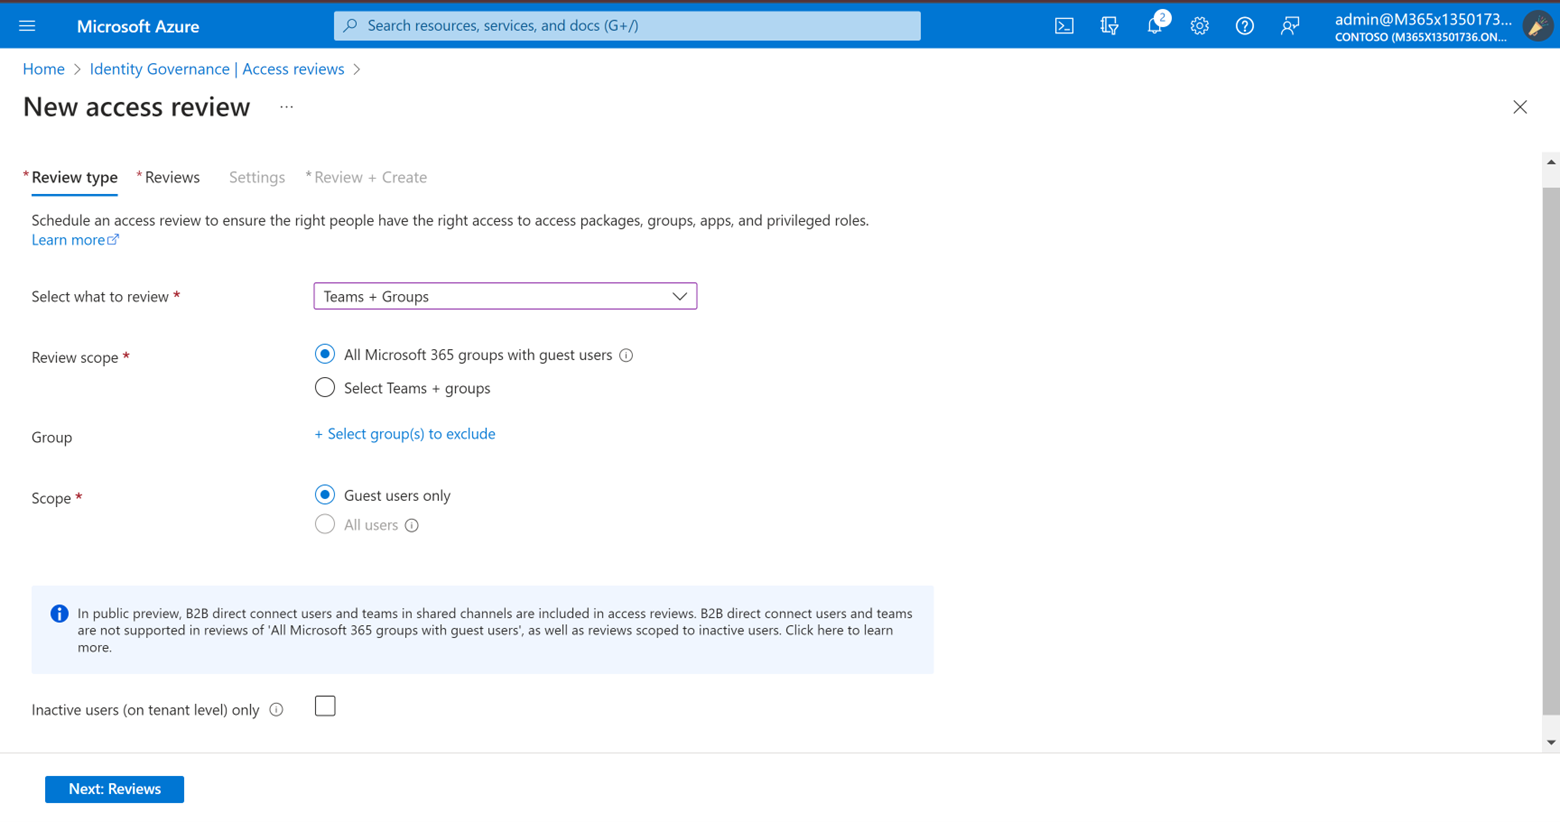 Microsoft Azure
Search resources, services, and docs (G+/)
2
admin@M365x1350173...
CONTOSO (M365X13501736.ON...
Home > Identity Governance | Access reviews >
New access review ...
* Review type * Reviews Settings * Review + Create
Schedule an access review to ensure the right people have the right access to access packages, groups, apps, and privileged roles.
Learn more
Select what to review *
Teams + Groups
Review scope *
All Microsoft 365 groups with guest users
Select Teams + groups
Group
+ Select group(s) to exclude
Scope *
Guest users only
All users
In public preview, B2B direct connect users and teams in shared channels are included in access reviews. B2B direct connect users and teams
are not supported in reviews of 'All Microsoft 365 groups with guest users', as well as reviews scoped to inactive users. Click here to learn
more.
Inactive users (on tenant level) only
Next: Reviews